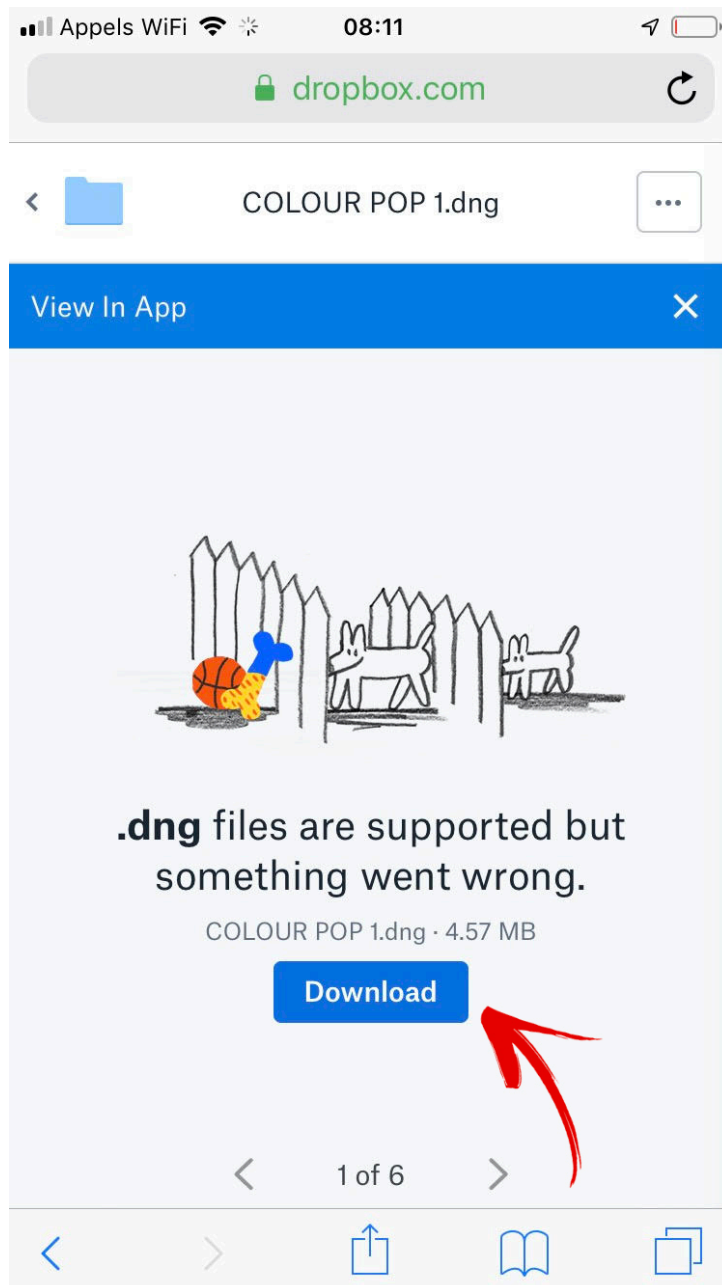 Appels WiFi 08:11
dropbox.com
COLOUR POP 1.dng
View In App
.dng files are supported but
something went wrong.
COLOUR POP 1.dng · 4.57 MB
Download
1 of 6